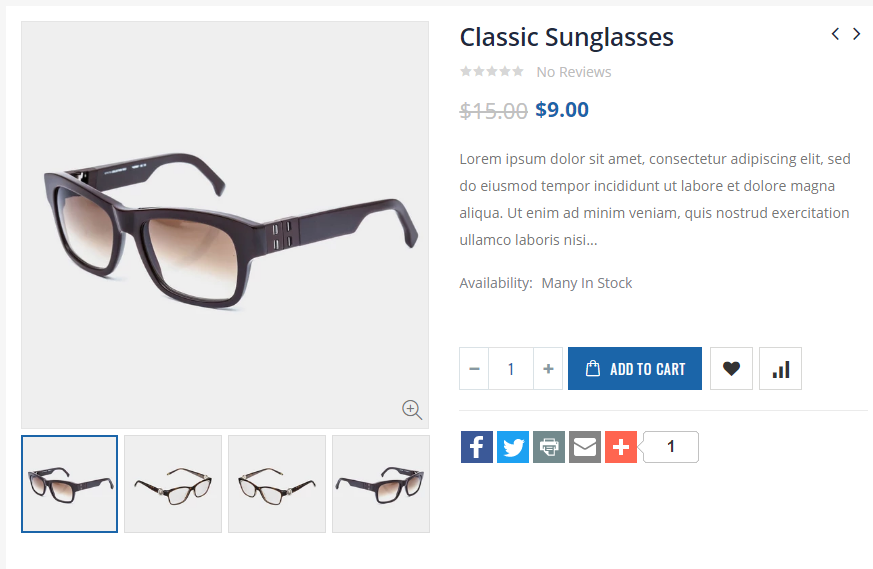 Classic Sunglasses
No Reviews
$15.00 $9.00
Lorem ipsum dolor sit amet, consectetur adipiscing elit, sed
do eiusmod tempor incididunt ut labore et dolore magna
aliqua. Ut enim ad minim veniam, quis nostrud exercitation
ullamco laboris nisi...
Availability: Many In Stock
− 1 + ADD TO CART
1